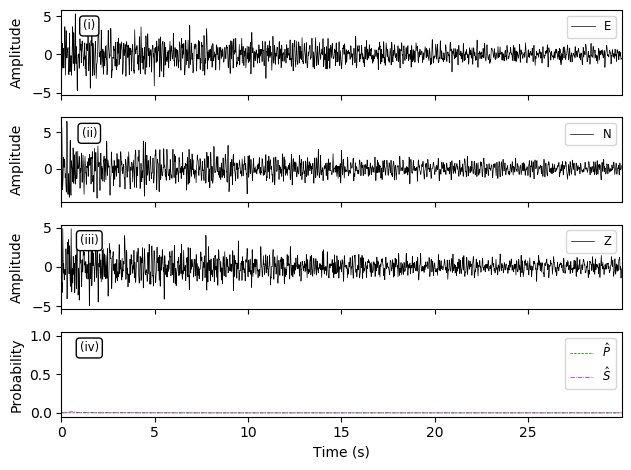 Amplitude
5
0
−5
(i)
E
Amplitude
5
0
(ii)
N
Amplitude
5
0
−5
(iii)
Z
Probability
1.0
0.5
0.0
(iv)
P̂
Ŝ
0 5 10 15 20 25
Time (s)